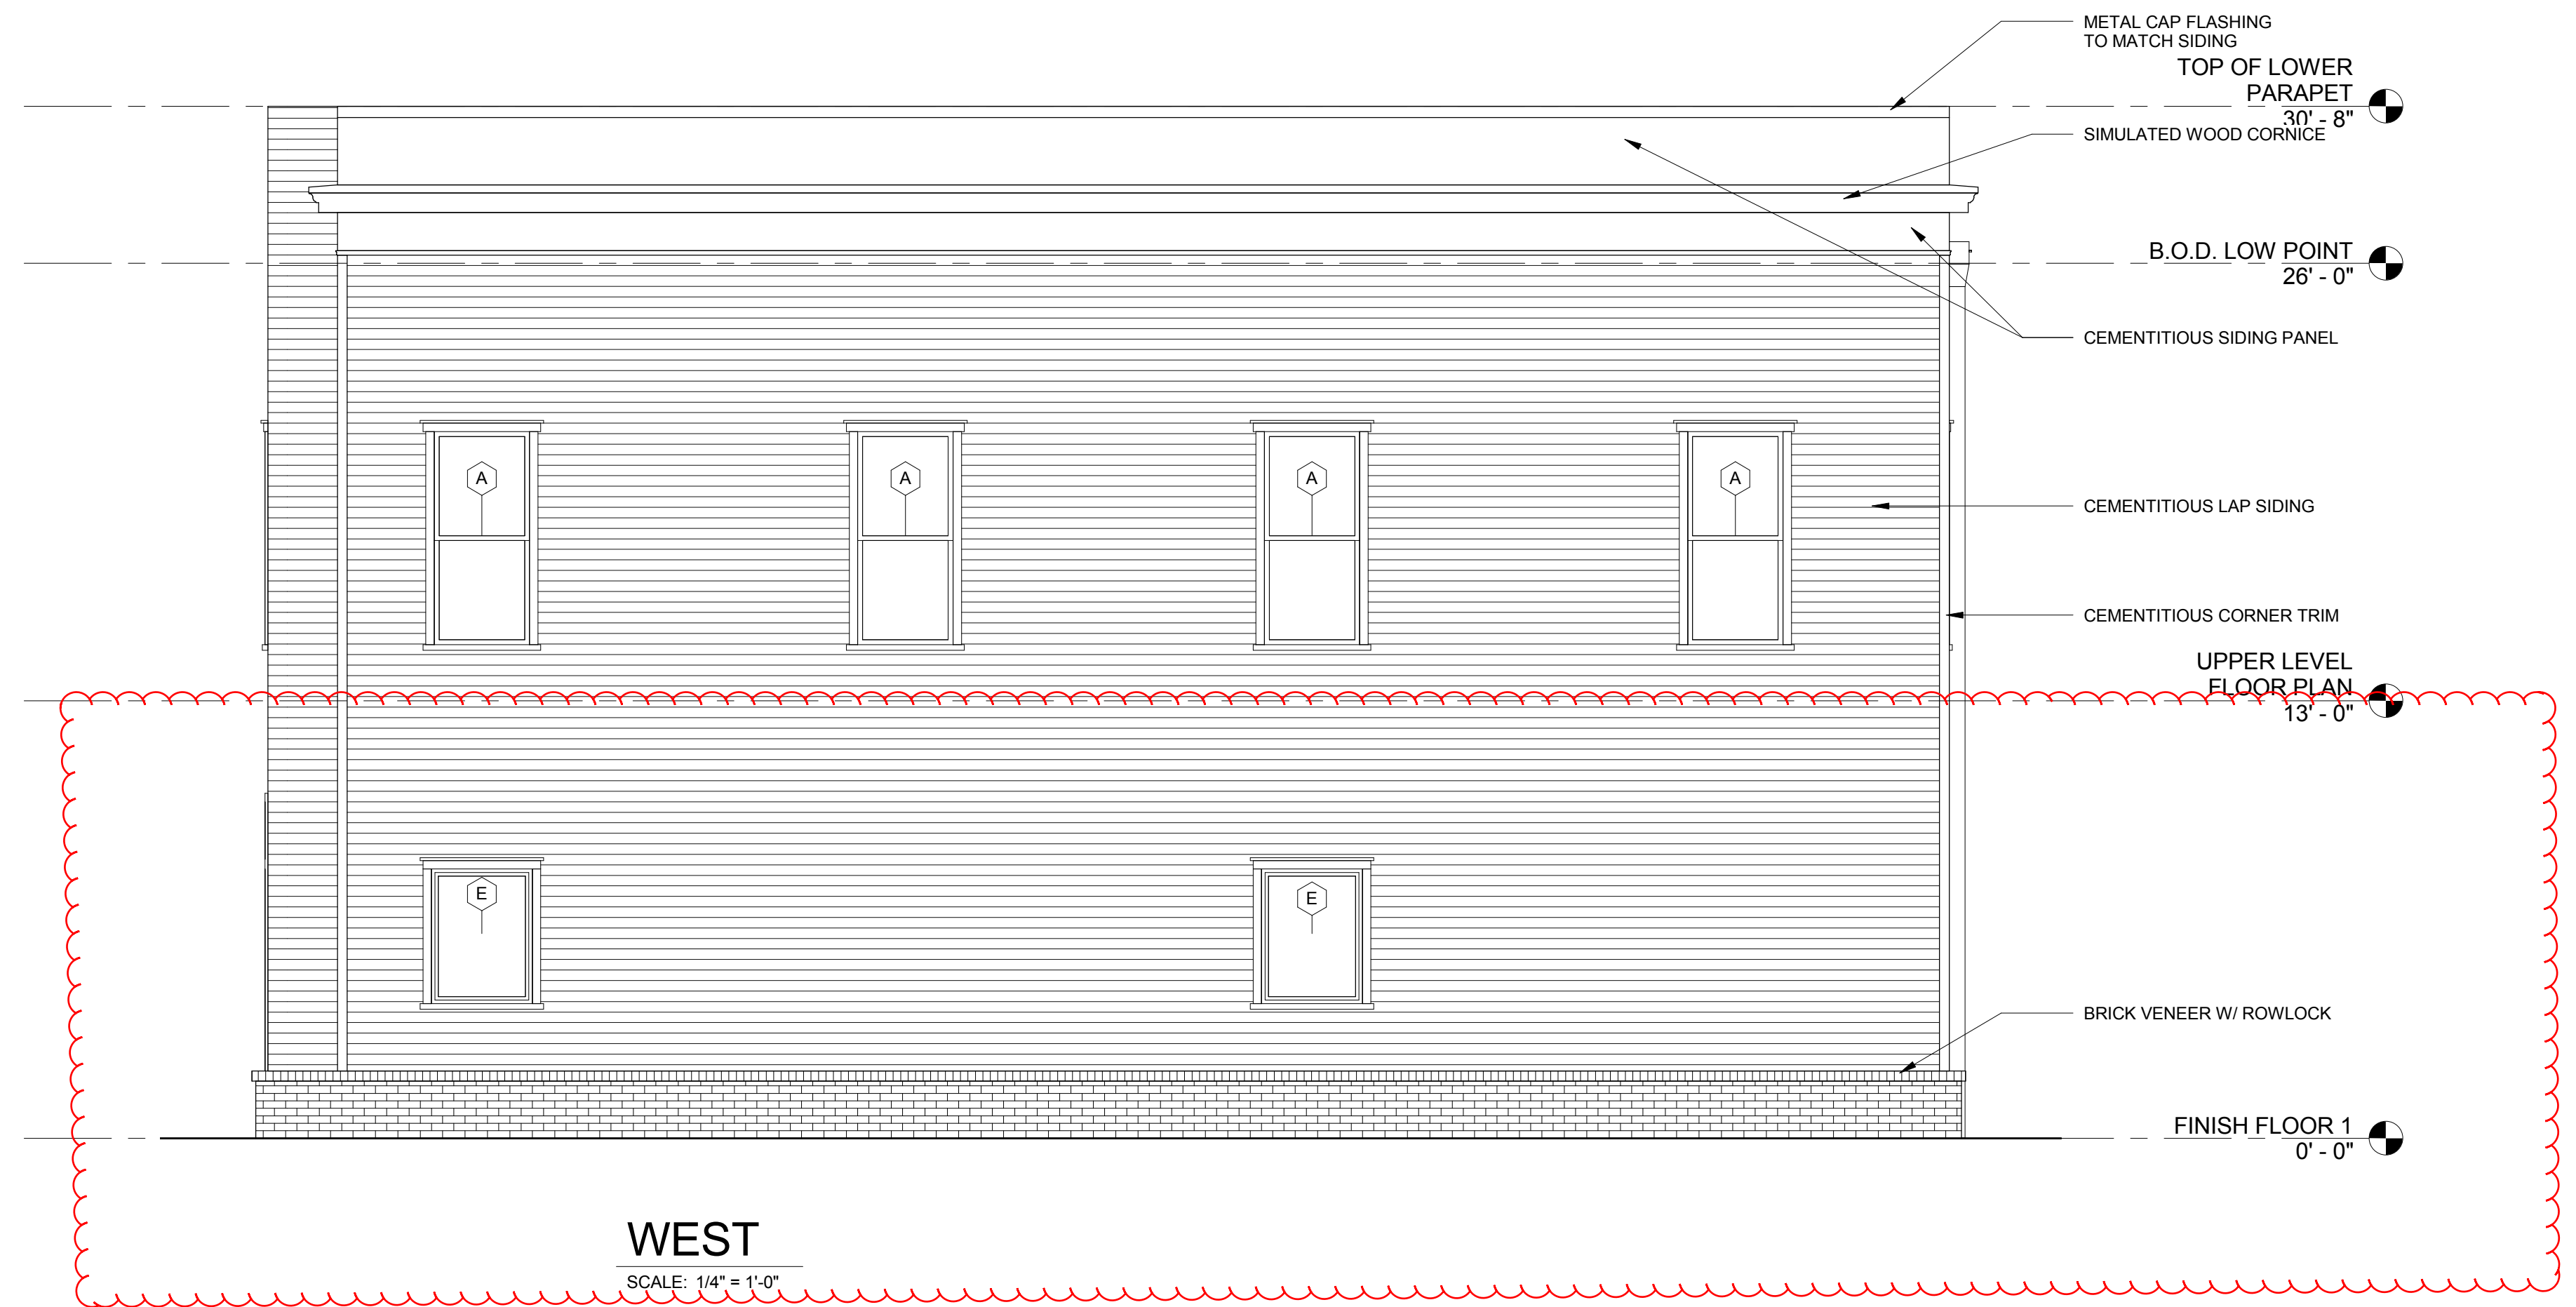 METAL CAP FLASHING
TO MATCH SIDING
TOP OF LOWER
PARAPET
30' - 8"
SIMULATED WOOD CORNICE
B.O.D. LOW POINT
26' - 0"
CEMENTITIOUS SIDING PANEL
A
A
A
A
CEMENTITIOUS LAP SIDING
CEMENTITIOUS CORNER TRIM
UPPER LEVEL
FLOOR PLAN
13' - 0"
E
E
BRICK VENEER W/ ROWLOCK
FINISH FLOOR 1
0' - 0"
WEST
SCALE: 1/4" = 1'-0"